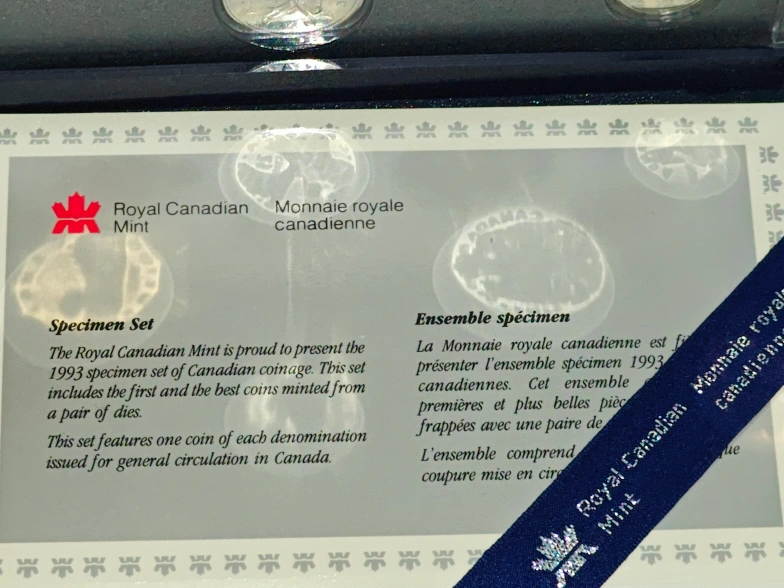 Royal Canadian
Mint
Monnaie royale
canadienne
Specimen Set
The Royal Canadian Mint is proud to present the
1993 specimen set of Canadian coinage. This set
includes the first and the best coins minted from
a pair of dies.
This set features one coin of each denomination
issued for general circulation in Canada.
Ensemble spécimen
La Monnaie royale canadienne est
présenter l'ensemble spécimen 1993
canadiennes. Cet ensemble
premières et plus belles
frappées avec une paire de
L'ensemble comprend
coupure mise en
Royal Canadian
Mint
Monnaie royale
canadienne
CANADA